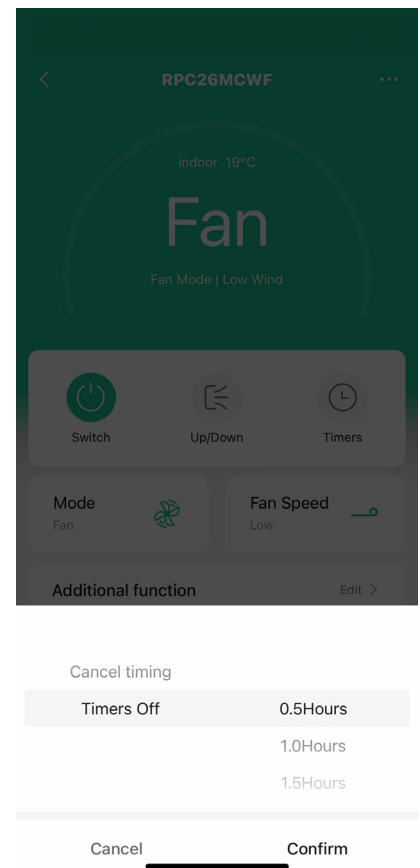 RPC26MCWF
indoor 19°C
Fan
Fan Mode | Low Wind
Switch Up/Down Timers
Mode Fan Speed
Fan Low
Additional function Edit
Cancel timing
Timers Off 0.5Hours
1.0Hours
1.5Hours
Cancel Confirm